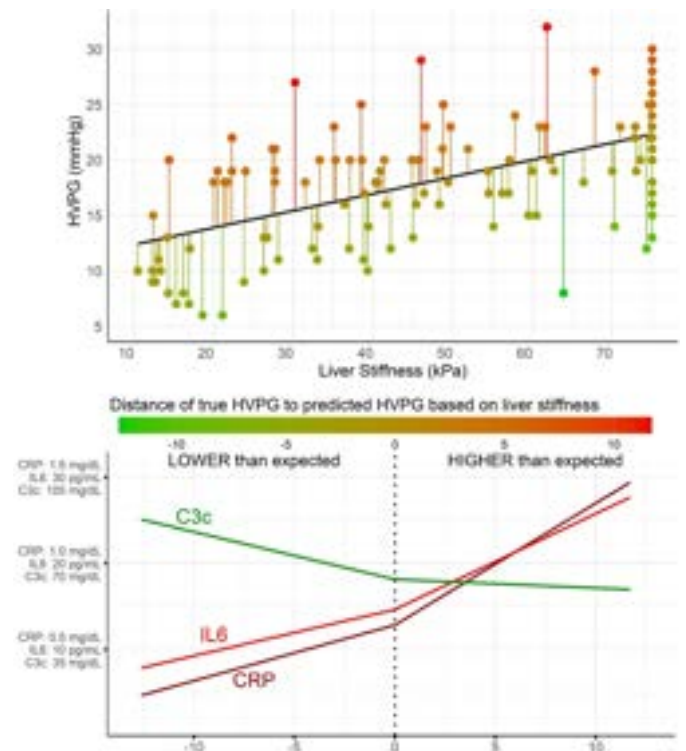 30
25
20
15
10
5
HVPG (mmHg)
10 20 30 40 50 60 70
Liver Stiffness (kPa)
Distance of true HVPG to predicted HVPG based on liver stiffness
-10 -5 0 5 10
LOWER than expected HIGHER than expected
CRP: 1.5 mg/dL
IL6: 30 pg/mL
C3c: 105 mg/dL
C3c
CRP: 1.0 mg/dL
IL6: 20 pg/mL
C3c: 70 mg/dL
IL6
CRP: 0.5 mg/dL
IL6: 10 pg/mL
C3c: 35 mg/dL
CRP
-10 -5 0 5 10